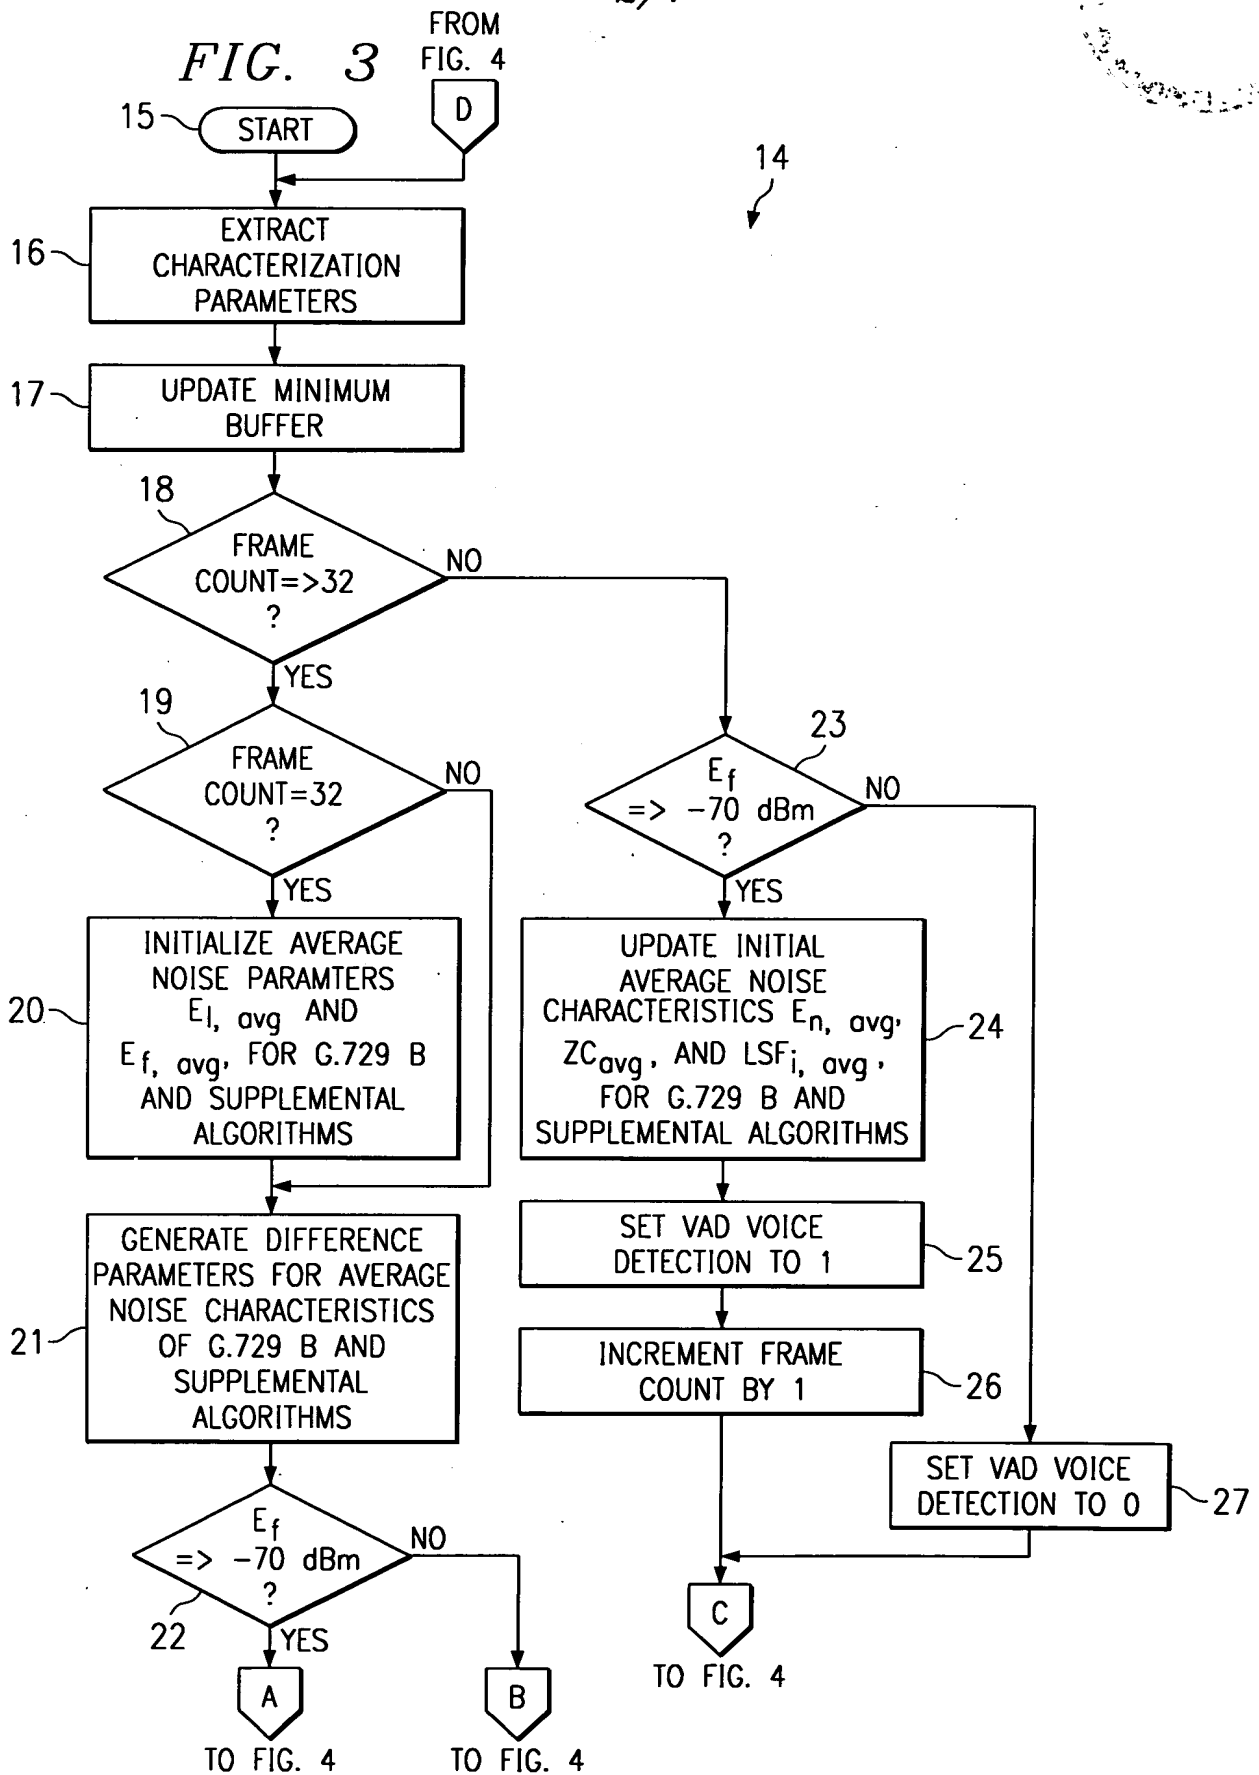 FIG. 3
FROM
FIG. 4
D
15
START
14
16
EXTRACT
CHARACTERIZATION
PARAMETERS
17
UPDATE MINIMUM
BUFFER
18
FRAME
COUNT=>32
?
NO
YES
19
FRAME
COUNT=32
?
NO
YES
23
E_f
=> -70 dBm
?
NO
YES
20
INITIALIZE AVERAGE
NOISE PARAMTERS
E_l, avg AND
E_f, avg, FOR G.729 B
AND SUPPLEMENTAL
ALGORITHMS
24
UPDATE INITIAL
AVERAGE NOISE
CHARACTERISTICS E_n, avg,
ZC_avg, AND LSF_i, avg,
FOR G.729 B AND
SUPPLEMENTAL ALGORITHMS
21
GENERATE DIFFERENCE
PARAMETERS FOR AVERAGE
NOISE CHARACTERISTICS
OF G.729 B AND
SUPPLEMENTAL
ALGORITHMS
SET VAD VOICE
DETECTION TO 1
25
INCREMENT FRAME
COUNT BY 1
26
SET VAD VOICE
DETECTION TO 0
27
E_f
=> -70 dBm
?
NO
22
YES
A
TO FIG. 4
B
TO FIG. 4
C
TO FIG. 4